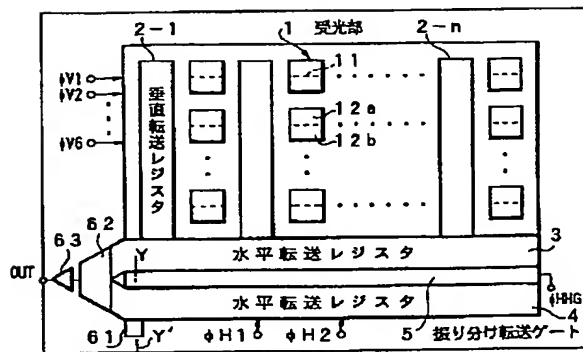 2-1
1 受光部
2-n
11
ϕV1
ϕV2
12a
12b
ϕV6
垂直転送レジスタ
62
63
Y
水平転送レジスタ
3
OUT
5
ϕHHG
水平転送レジスタ
4
61
Y'
ϕH1
ϕH2
5 振り分け転送ゲート